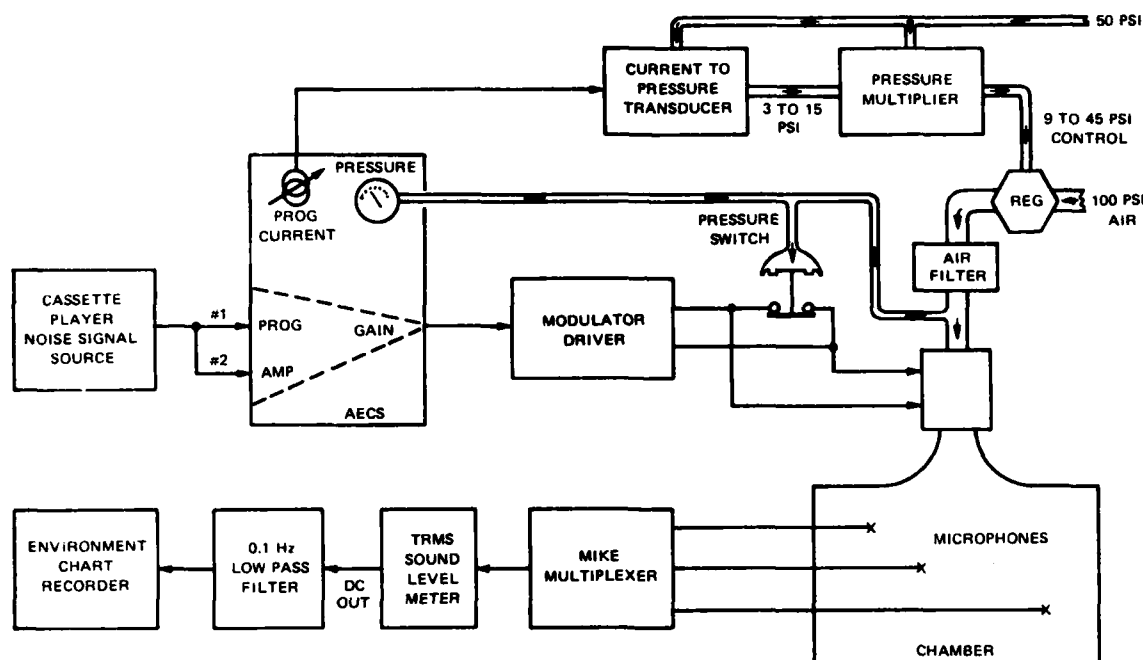 50 PSI
CURRENT TO
PRESSURE
TRANSDUCER
3 TO 15
PSI
PRESSURE
MULTIPLIER
9 TO 45 PSI
CONTROL
REG
100 PSI
AIR
AIR
FILTER
PRESSURE
PROG
CURRENT
PRESSURE
SWITCH
CASSETTE
PLAYER
NOISE SIGNAL
SOURCE
#1
#2
PROG
GAIN
AMP
AECS
MODULATOR
DRIVER
ENVIRONMENT
CHART
RECORDER
0.1 Hz
LOW PASS
FILTER
DC
OUT
TRMS
SOUND
LEVEL
METER
MIKE
MULTIPLEXER
MICROPHONES
CHAMBER